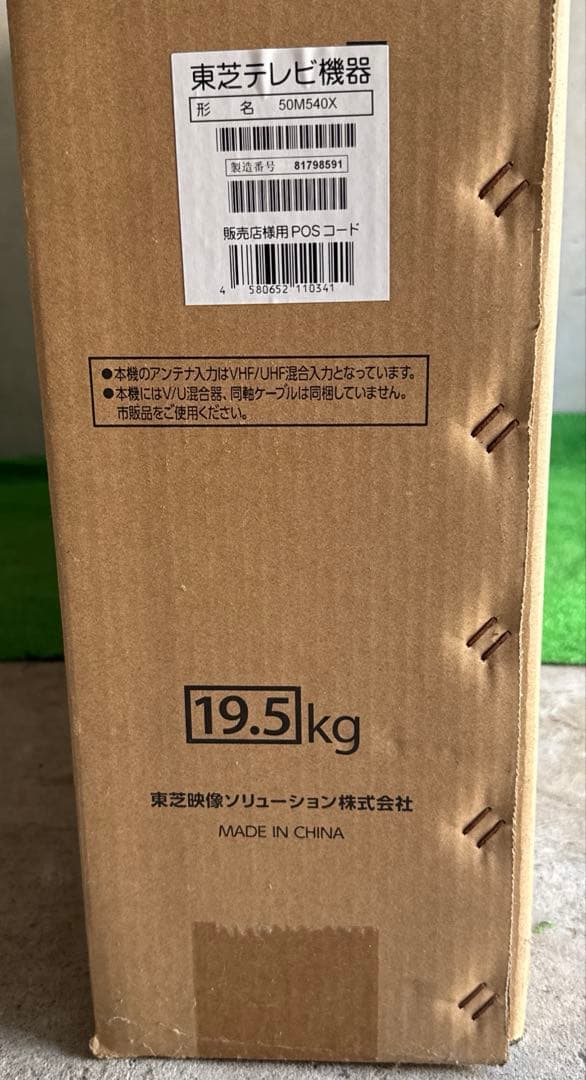 東芝テレビ機器
形 名 50M540X
製造番号 81798591
販売店様用POSコード
4 580652 110341
●本機のアンテナ入力はVHF/UHF混合入力となっています。
●本機にはV/U混合器、同軸ケーブルは同梱していません。
市販品をご使用ください。
19.5kg
東芝映像ソリューション株式会社
MADE IN CHINA